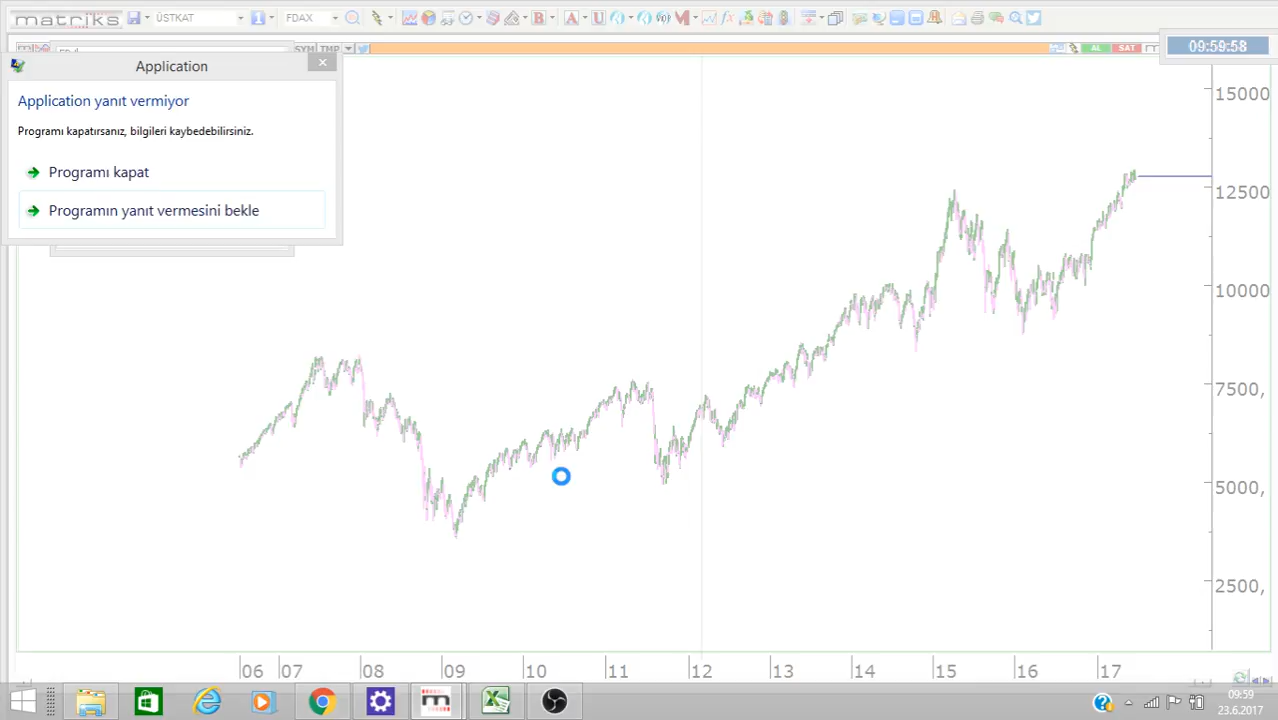 matriks ÜSTKAT FDAX
SYM TMP
AL SAT
09:59:58
Application
Application yanıt vermiyor
Programı kapatırsanız, bilgileri kaybedebilirsiniz.
Programı kapat
Programın yanıt vermesini bekle
15000
12500
10000
7500,
5000,
2500,
06 07 08 09 10 11 12 13 14 15 16 17
09:59
23.6.2017